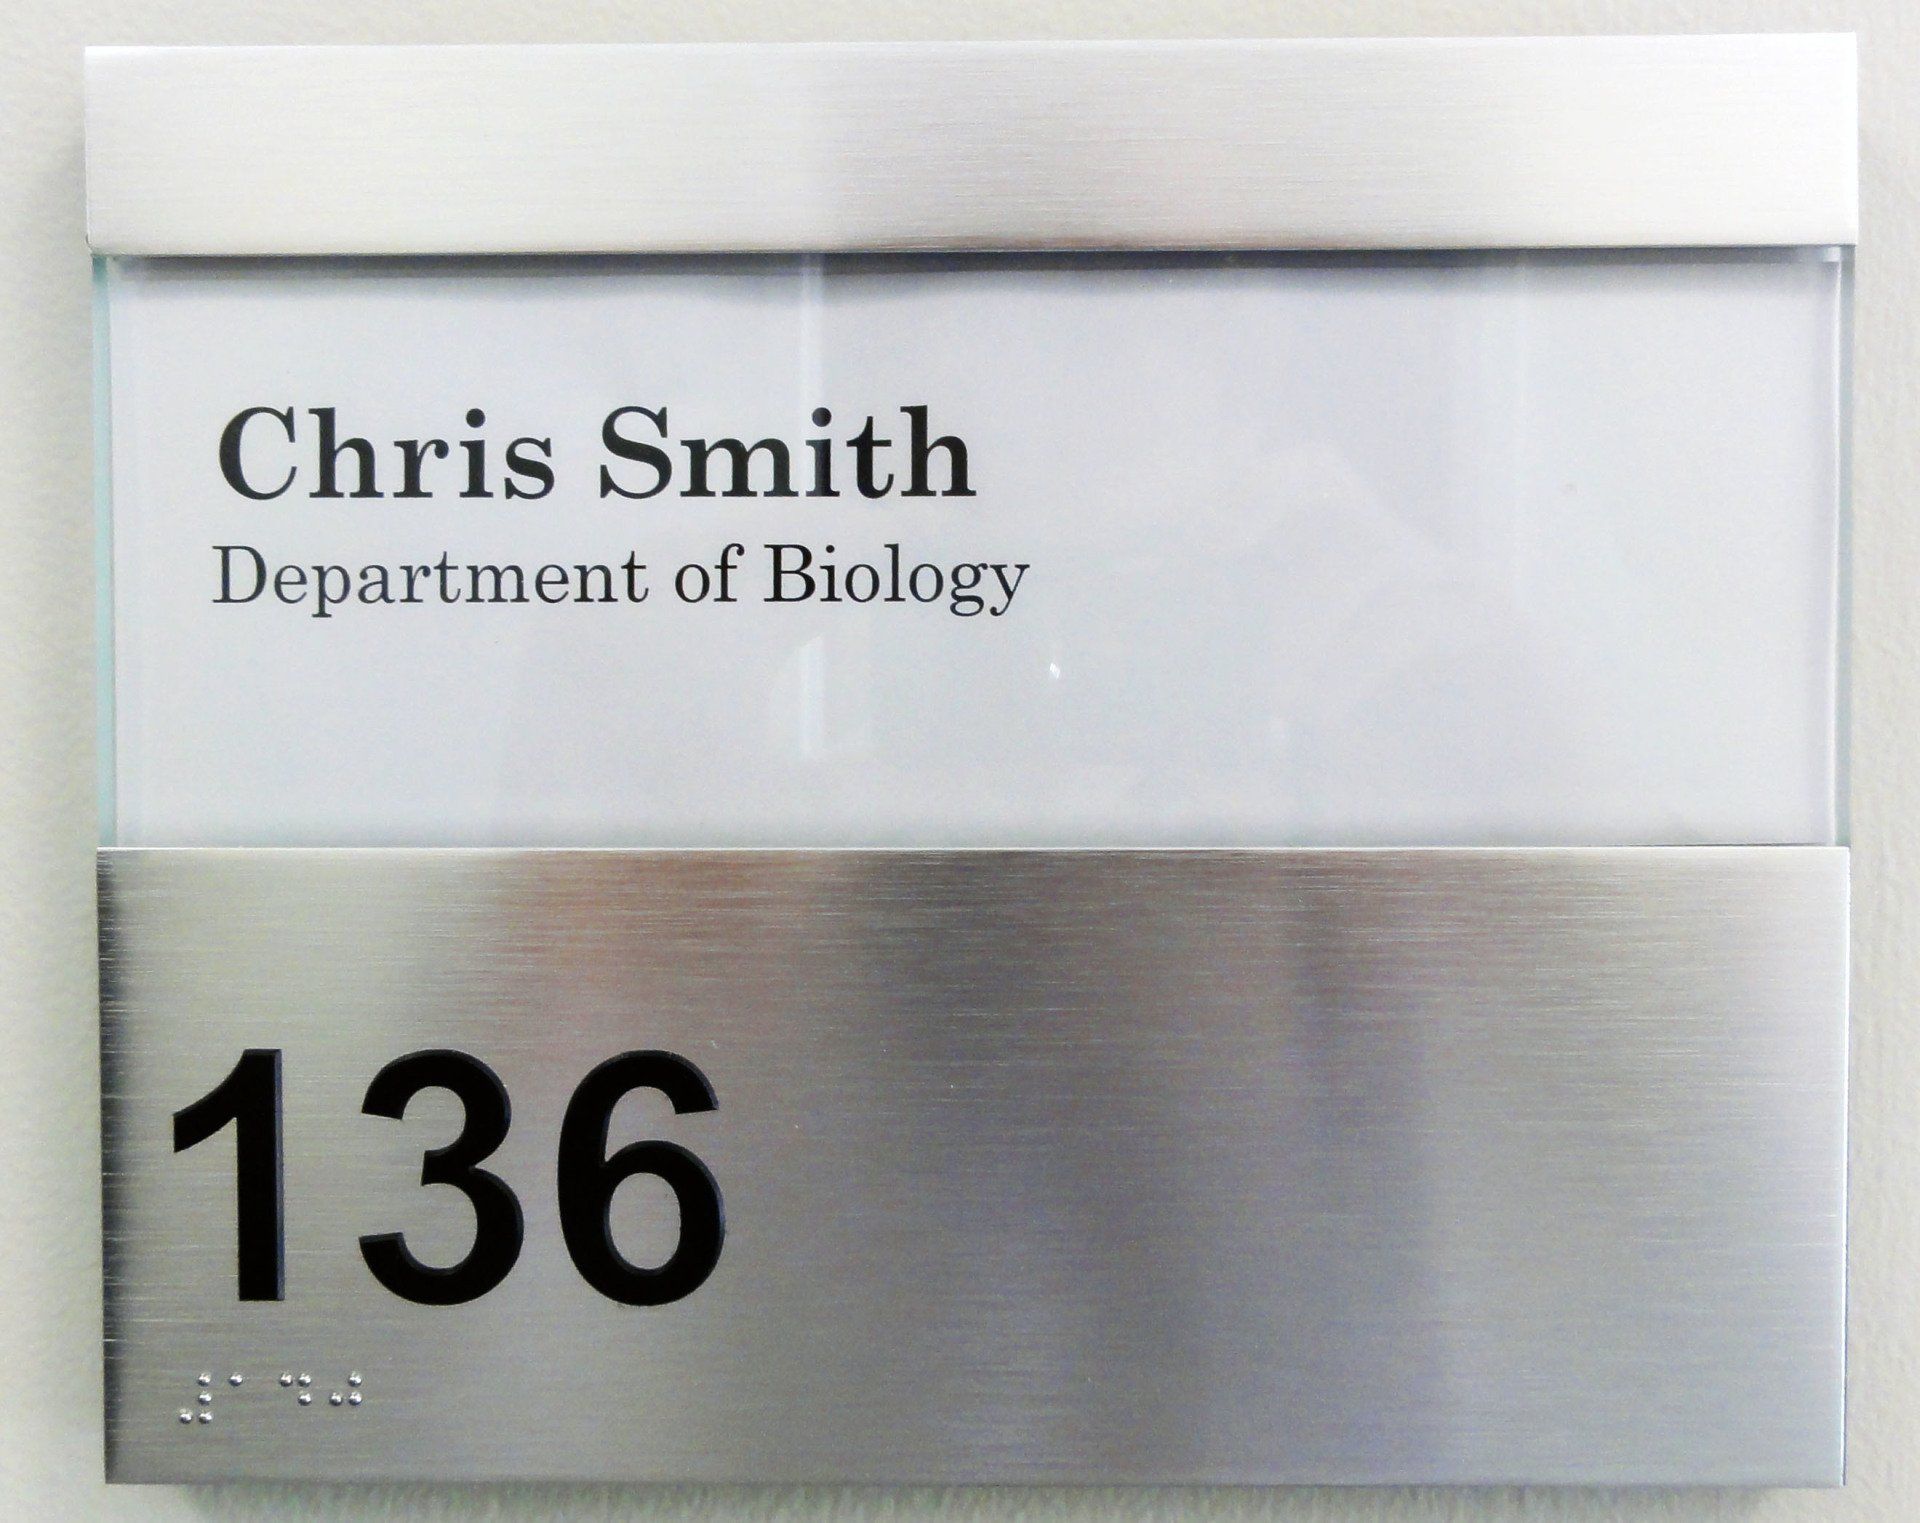 Chris Smith
Department of Biology
136
⠼⠁⠙⠚